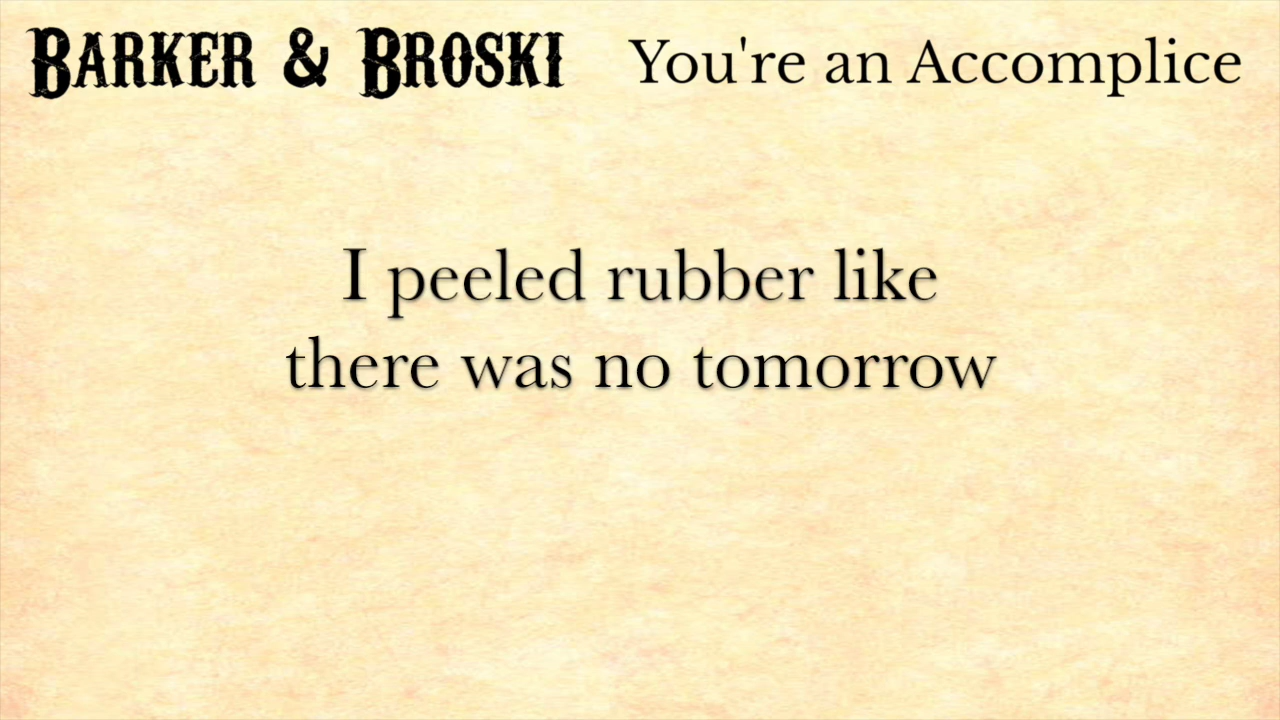 Barker & Broski You're an Accomplice
I peeled rubber like
there was no tomorrow